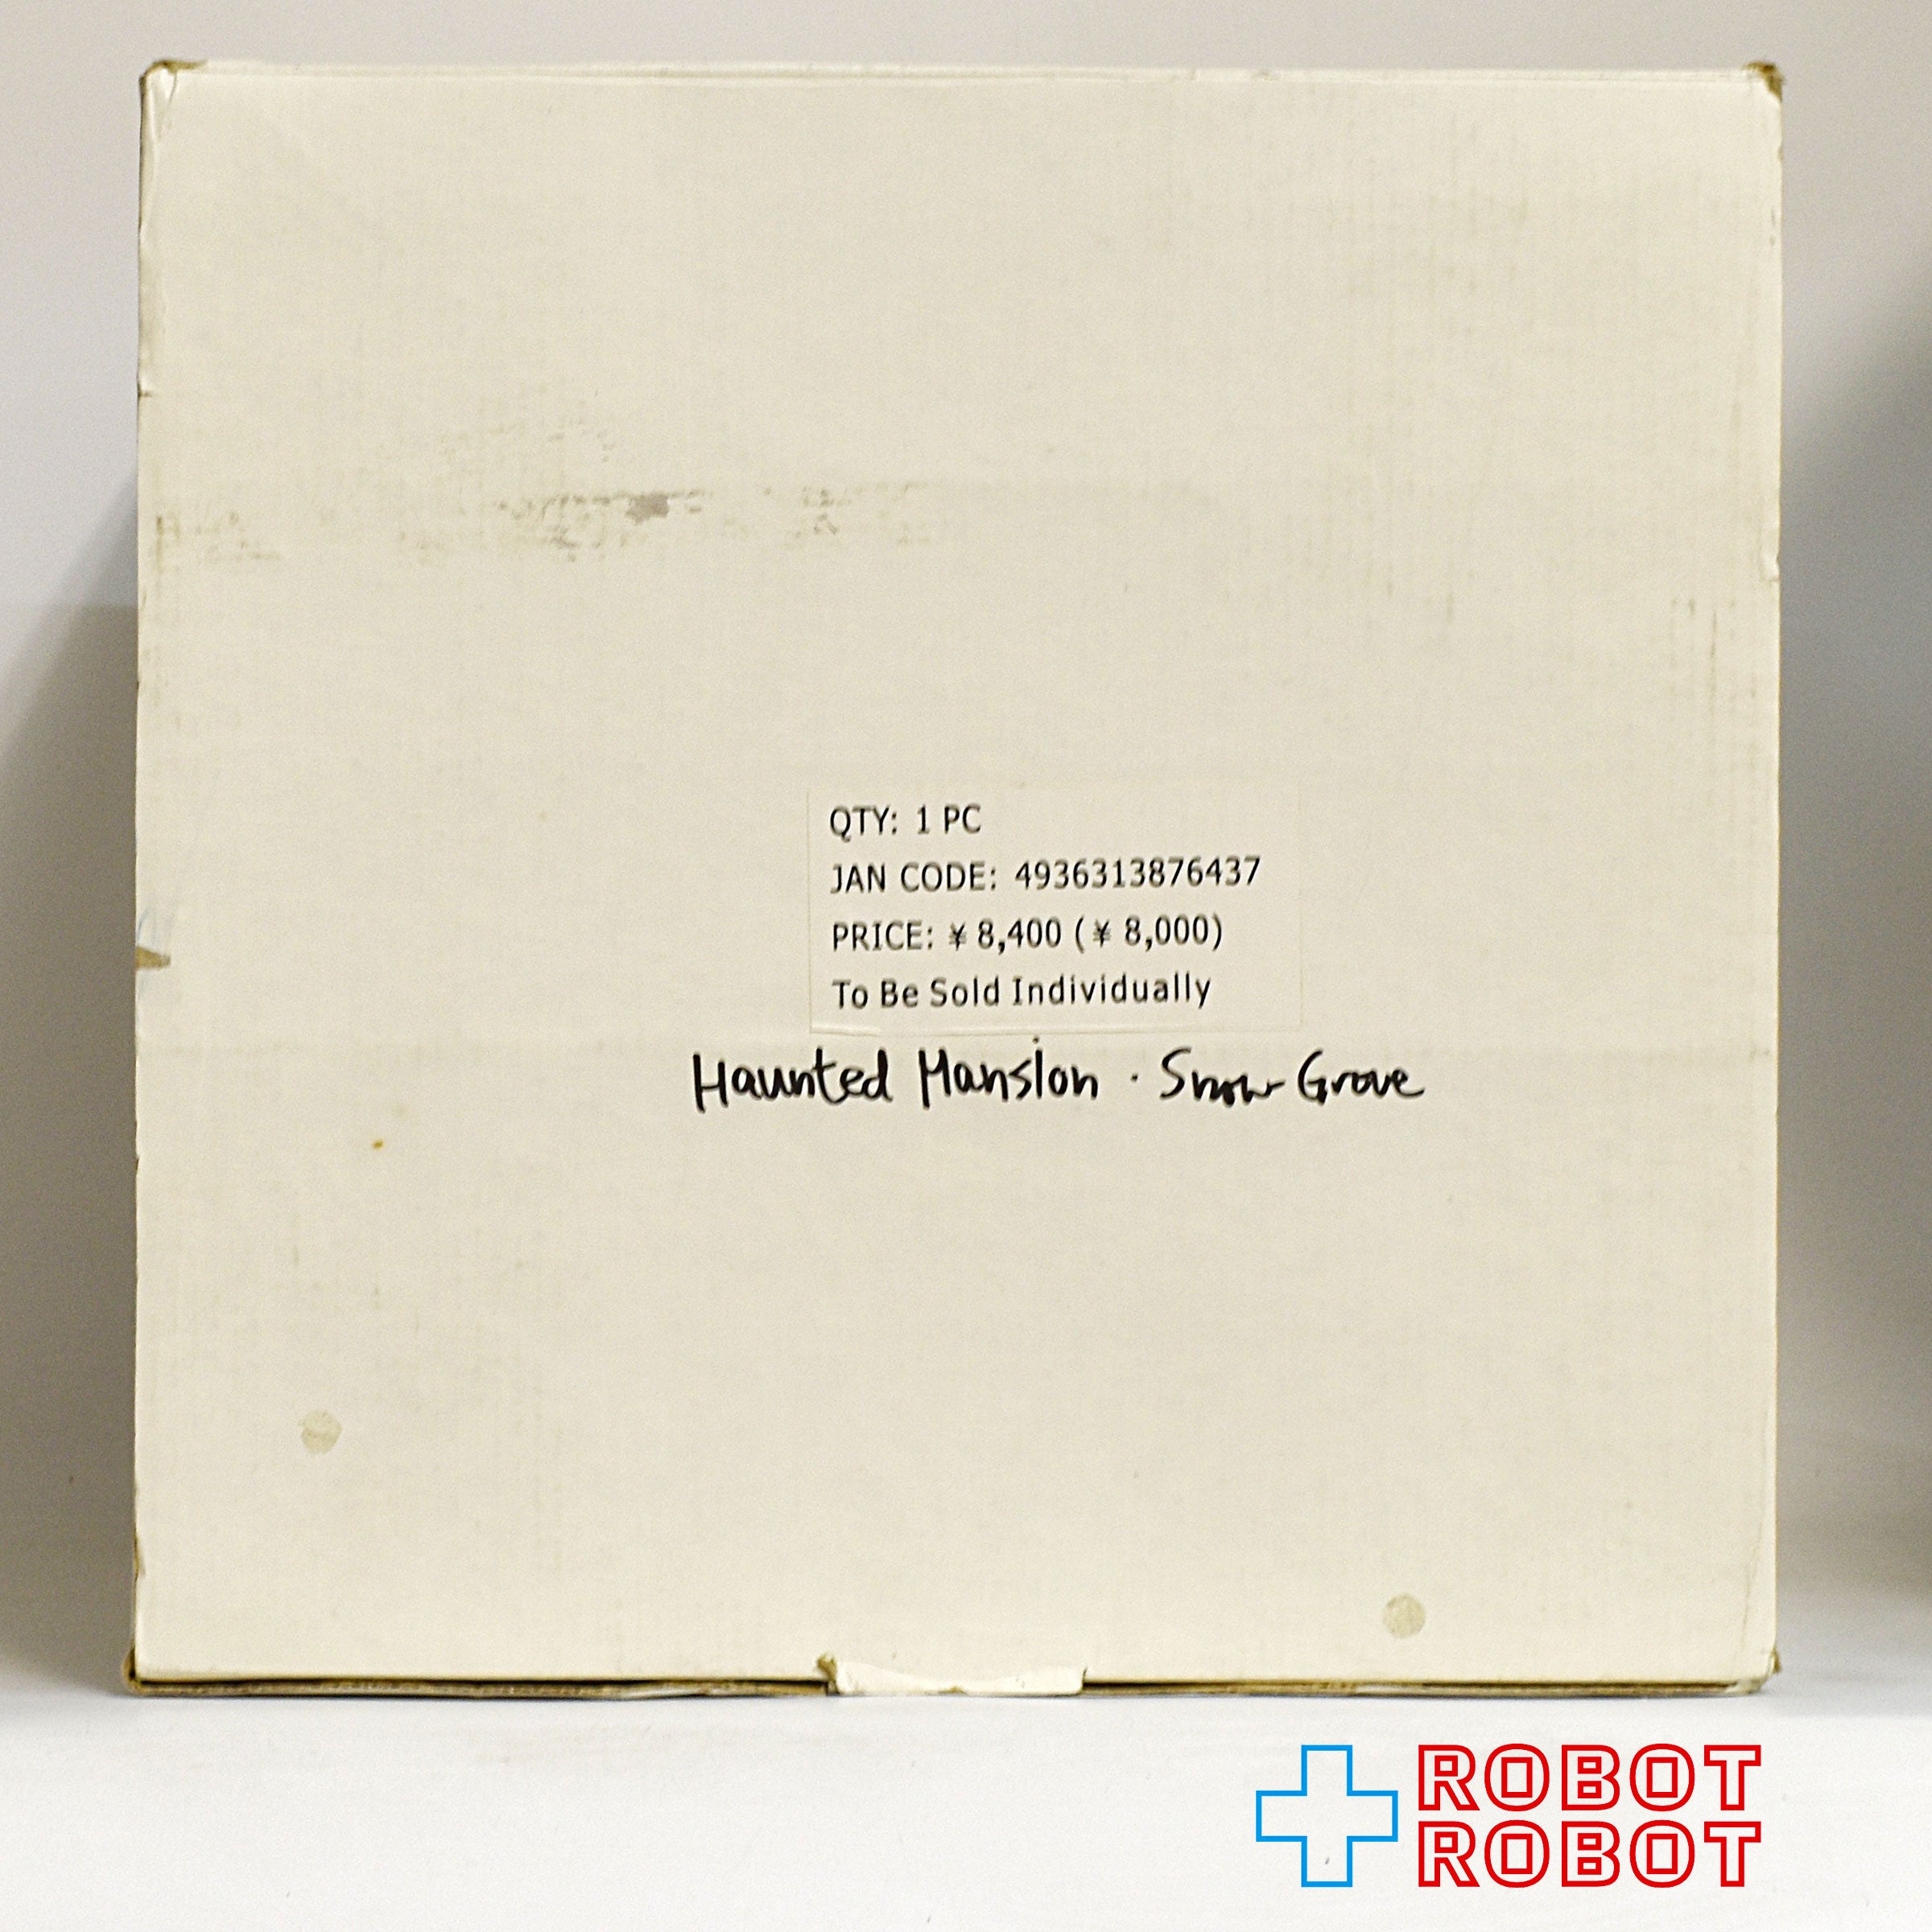 QTY: 1 PC
JAN CODE: 4936313876437
PRICE: ¥ 8,400 (¥ 8,000)
To Be Sold Individually
Haunted Mansion · Snow Grove
ROBOT
ROBOT